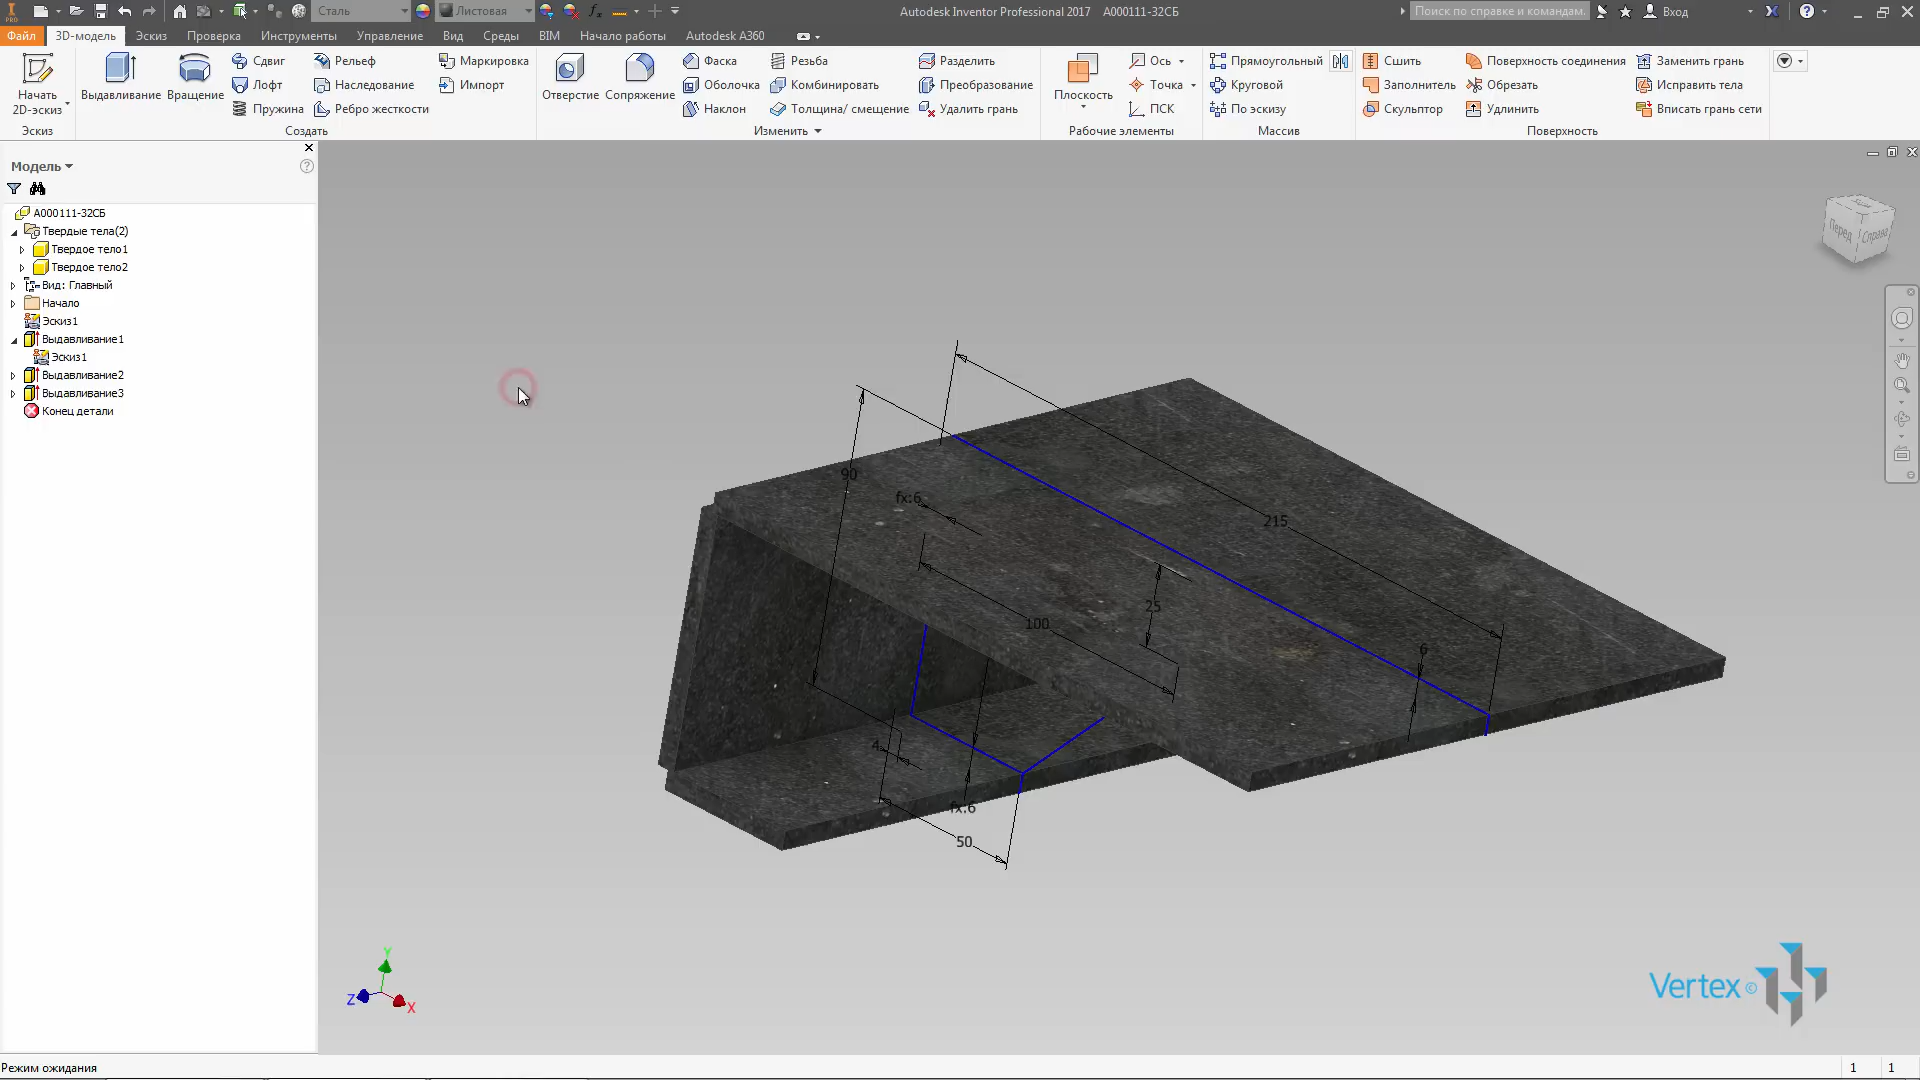 PRO
Сталь
Листовая
fx
Autodesk Inventor Professional 2017 А000111-32СБ
Поиск по справке и командам.
Вход
Файл 3D-модель Эскиз Проверка Инструменты Управление Вид Среды BIM Начало работы Autodesk A360
Начать 2D-эскиз
Эскиз
Выдавливание
Вращение
Сдвиг
Лофт
Пружина
Рельеф
Наследование
Ребро жесткости
Маркировка
Импорт
Создать
Отверстие
Сопряжение
Фаска
Оболочка
Наклон
Резьба
Комбинировать
Толщина/ смещение
Разделить
Преобразование
Удалить грань
Изменить
Плоскость
Ось
Точка
ПСК
Рабочие элементы
Прямоугольный
Круговой
По эскизу
Массив
Сшить
Заполнитель
Скульптор
Поверхность соединения
Обрезать
Удлинить
Заменить грань
Исправить тела
Вписать грань сети
Поверхность
Модель
А000111-32СБ
Твердые тела(2)
Твердое тело1
Твердое тело2
Вид: Главный
Начало
Эскиз1
Выдавливание1
Эскиз1
Выдавливание2
Выдавливание3
Конец детали
Перед
Справа
90
fx:6
215
25
100
6
4
fx:6
50
Y
Z
X
Vertex ©
Режим ожидания
1 1